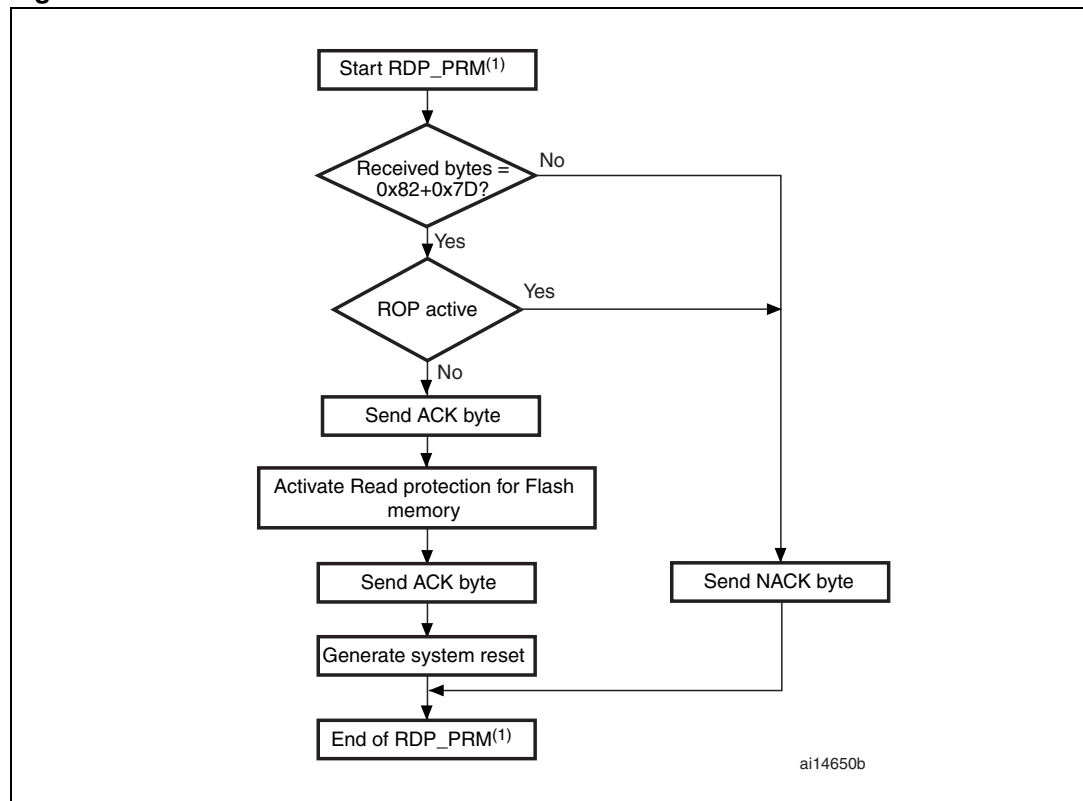 Start RDP_PRM(1)
Received bytes =
0x82+0x7D?
No
Yes
ROP active
Yes
No
Send ACK byte
Activate Read protection for Flash
memory
Send ACK byte
Send NACK byte
Generate system reset
End of RDP_PRM(1)
ai14650b